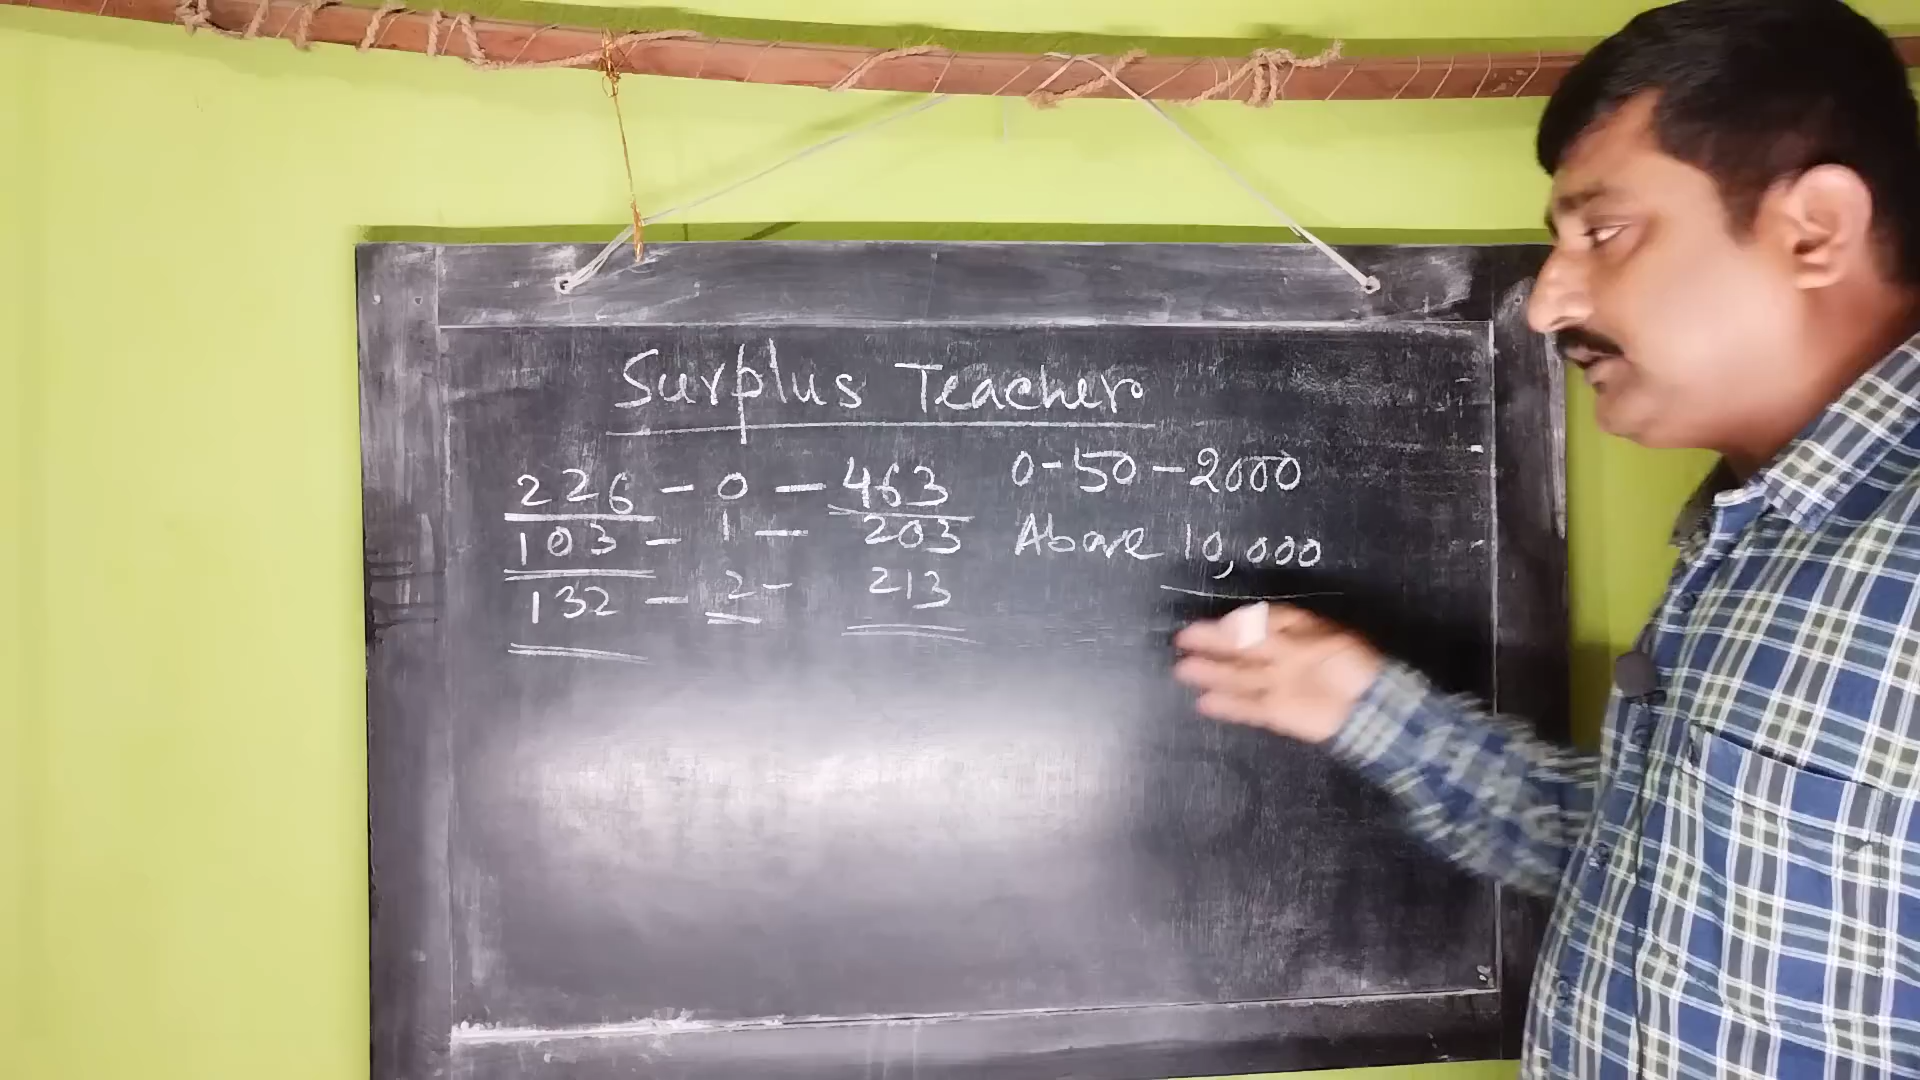 Surplus Teacher
226 - 0 - 463
103 - 1 - 203
132 - 2 - 213
0-50-2000
Above 10,000